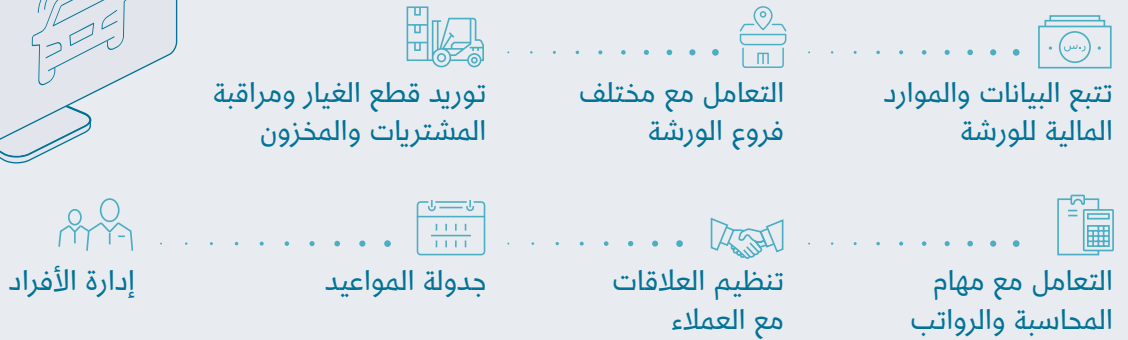 ر.س
تتبع البيانات والموارد
المالية للورشة
التعامل مع مختلف
فروع الورشة
توريد قطع الغيار ومراقبة
المشتريات والمخزون
التعامل مع مهام
المحاسبة والرواتب
تنظيم العلاقات
مع العملاء
جدولة المواعيد
إدارة الأفراد